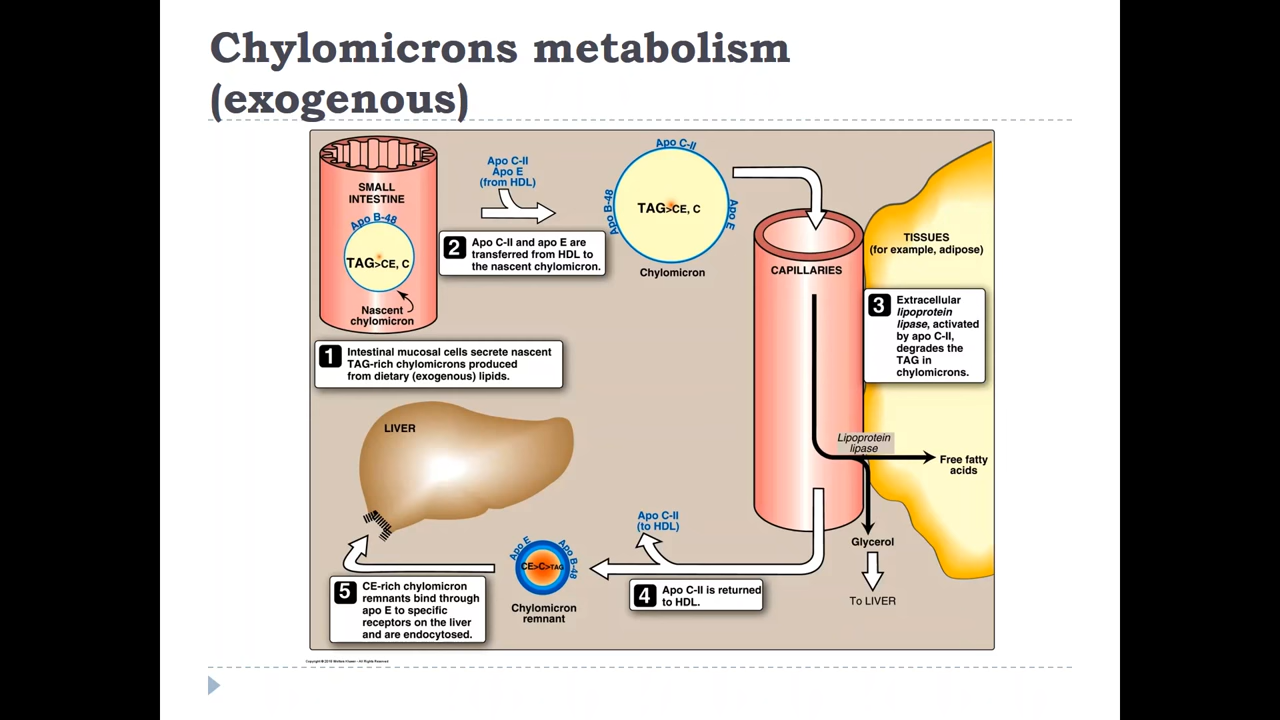 Chylomicrons metabolism
(exogenous)
SMALL
INTESTINE
Apo B-48
TAG>CE, C
Nascent
chylomicron
1
Intestinal mucosal cells secrete nascent
TAG-rich chylomicrons produced
from dietary (exogenous) lipids.
Apo C-II
Apo E
(from HDL)
2
Apo C-II and apo E are
transferred from HDL to
the nascent chylomicron.
Apo C-II
Apo B-48
Apo E
TAG>CE, C
Chylomicron
CAPILLARIES
TISSUES
(for example, adipose)
3
Extracellular
lipoprotein
lipase, activated
by apo C-II,
degrades the
TAG in
chylomicrons.
Lipoprotein
lipase
Free fatty
acids
Glycerol
To LIVER
Apo C-II
(to HDL)
4
Apo C-II is returned
to HDL.
Apo E
Apo B-48
CE>C>TAG
Chylomicron
remnant
LIVER
5
CE-rich chylomicron
remnants bind through
apo E to specific
receptors on the liver
and are endocytosed.